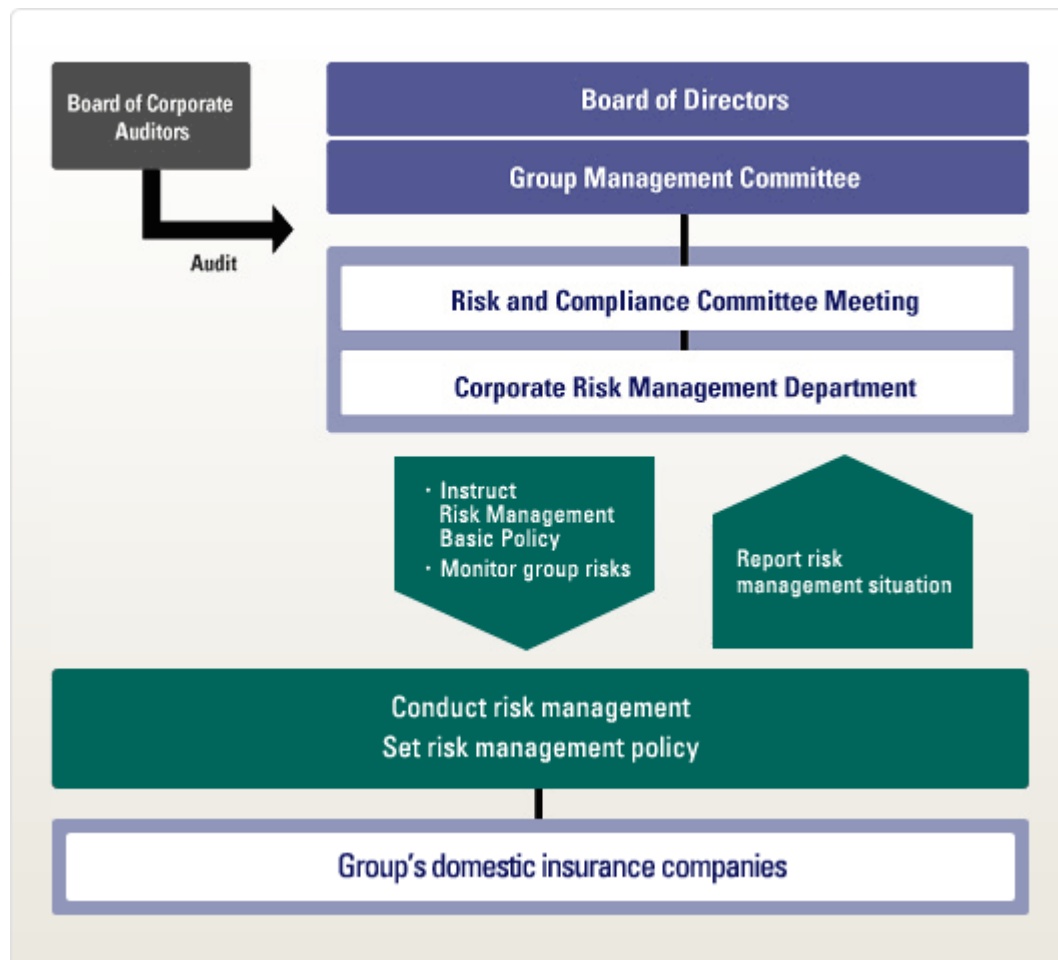 Board of Corporate
Auditors
Audit
Board of Directors
Group Management Committee
Risk and Compliance Committee Meeting
Corporate Risk Management Department
· Instruct
Risk Management
Basic Policy
· Monitor group risks
Report risk
management situation
Conduct risk management
Set risk management policy
Group's domestic insurance companies